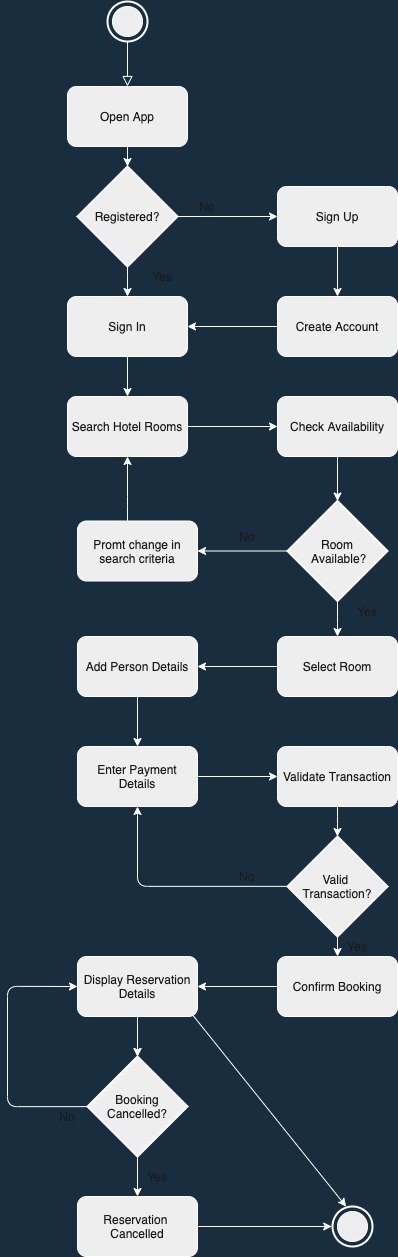 Open App
Registered?
No
Sign Up
Yes
Sign In
Create Account
Search Hotel Rooms
Check Availability
Promt change in
search criteria
No
Room
Available?
Yes
Add Person Details
Select Room
Enter Payment
Details
Validate Transaction
No
Valid
Transaction?
Yes
Display Reservation
Details
Confirm Booking
Booking
Cancelled?
No
Yes
Reservation
Cancelled